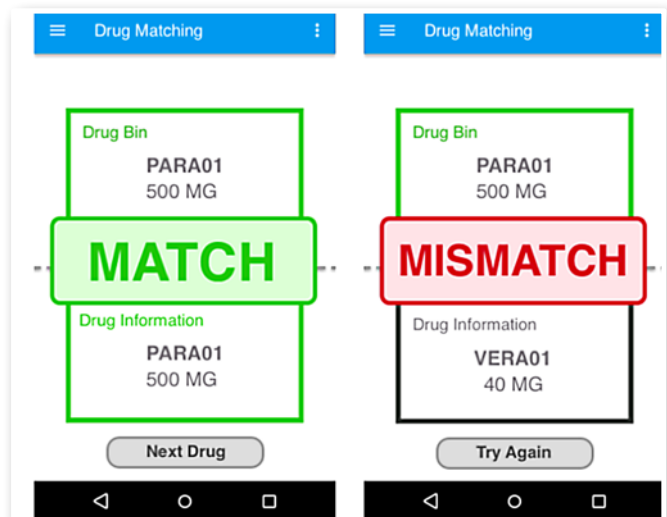 Drug Matching
Drug Bin
PARA01
500 MG
MATCH
Drug Information
PARA01
500 MG
Next Drug
Drug Matching
Drug Bin
PARA01
500 MG
MISMATCH
Drug Information
VERA01
40 MG
Try Again